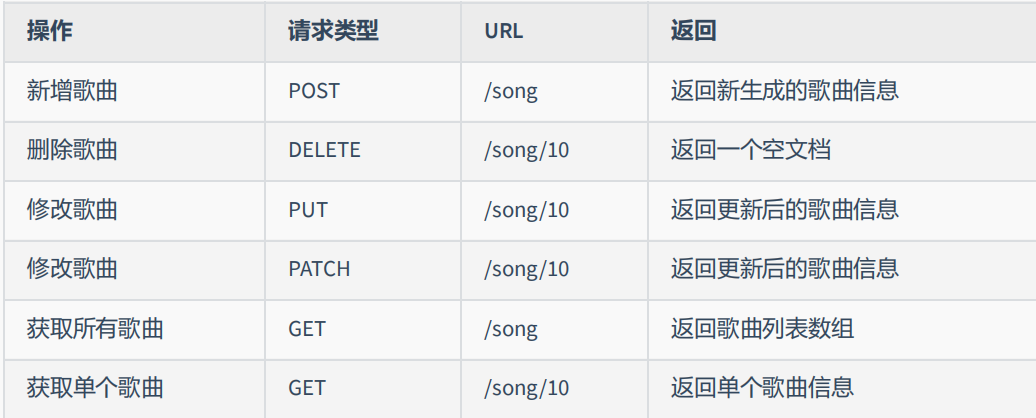 操作 请求类型 URL 返回
新增歌曲 POST /song 返回新生成的歌曲信息
删除歌曲 DELETE /song/10 返回一个空文档
修改歌曲 PUT /song/10 返回更新后的歌曲信息
修改歌曲 PATCH /song/10 返回更新后的歌曲信息
获取所有歌曲 GET /song 返回歌曲列表数组
获取单个歌曲 GET /song/10 返回单个歌曲信息